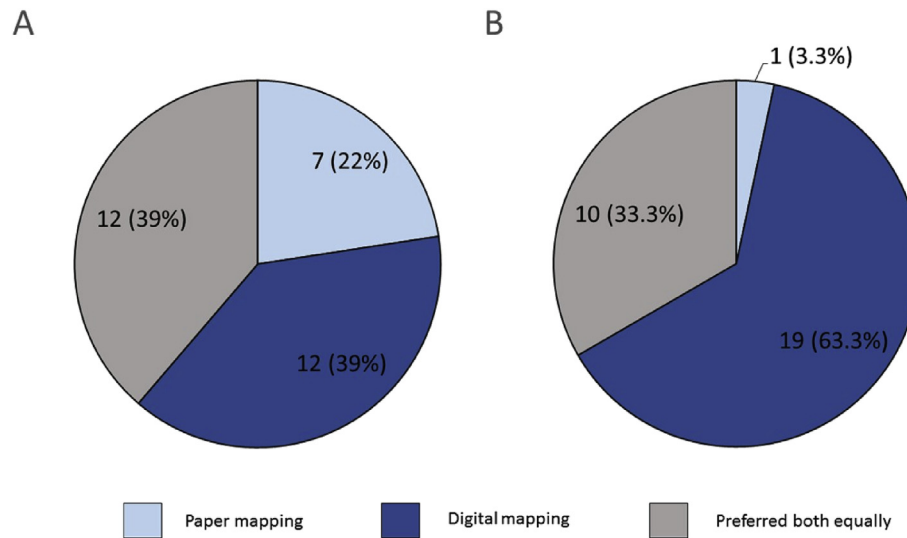 A
B
7 (22%)
12 (39%)
12 (39%)
1 (3.3%)
10 (33.3%)
19 (63.3%)
Paper mapping
Digital mapping
Preferred both equally